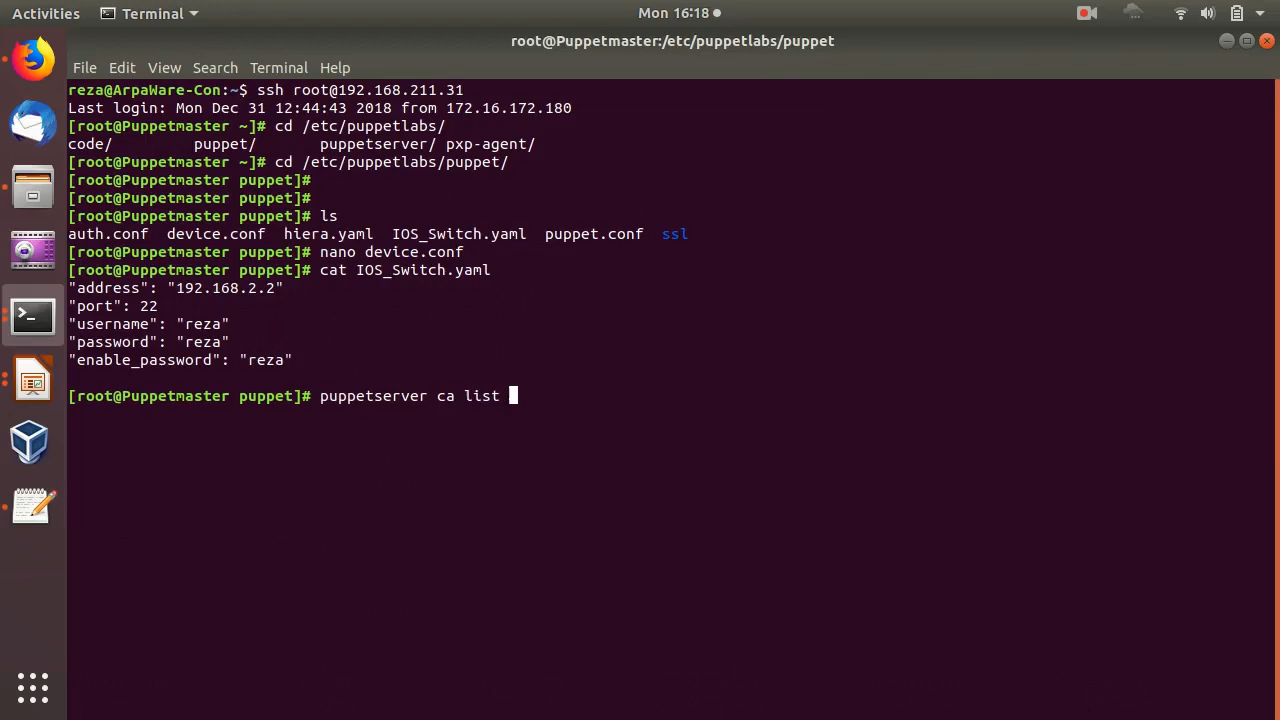 Activities Terminal Mon 16:18
root@Puppetmaster:/etc/puppetlabs/puppet
File Edit View Search Terminal Help
reza@ArpaWare-Con:~$ ssh root@192.168.211.31
Last login: Mon Dec 31 12:44:43 2018 from 172.16.172.180
[root@Puppetmaster ~]# cd /etc/puppetlabs/
code/         puppet/       puppetserver/ pxp-agent/
[root@Puppetmaster ~]# cd /etc/puppetlabs/puppet/
[root@Puppetmaster puppet]#
[root@Puppetmaster puppet]#
[root@Puppetmaster puppet]# ls
auth.conf  device.conf  hiera.yaml  IOS_Switch.yaml  puppet.conf  ssl
[root@Puppetmaster puppet]# nano device.conf
[root@Puppetmaster puppet]# cat IOS_Switch.yaml
"address": "192.168.2.2"
"port": 22
"username": "reza"
"password": "reza"
"enable_password": "reza"
[root@Puppetmaster puppet]# puppetserver ca list